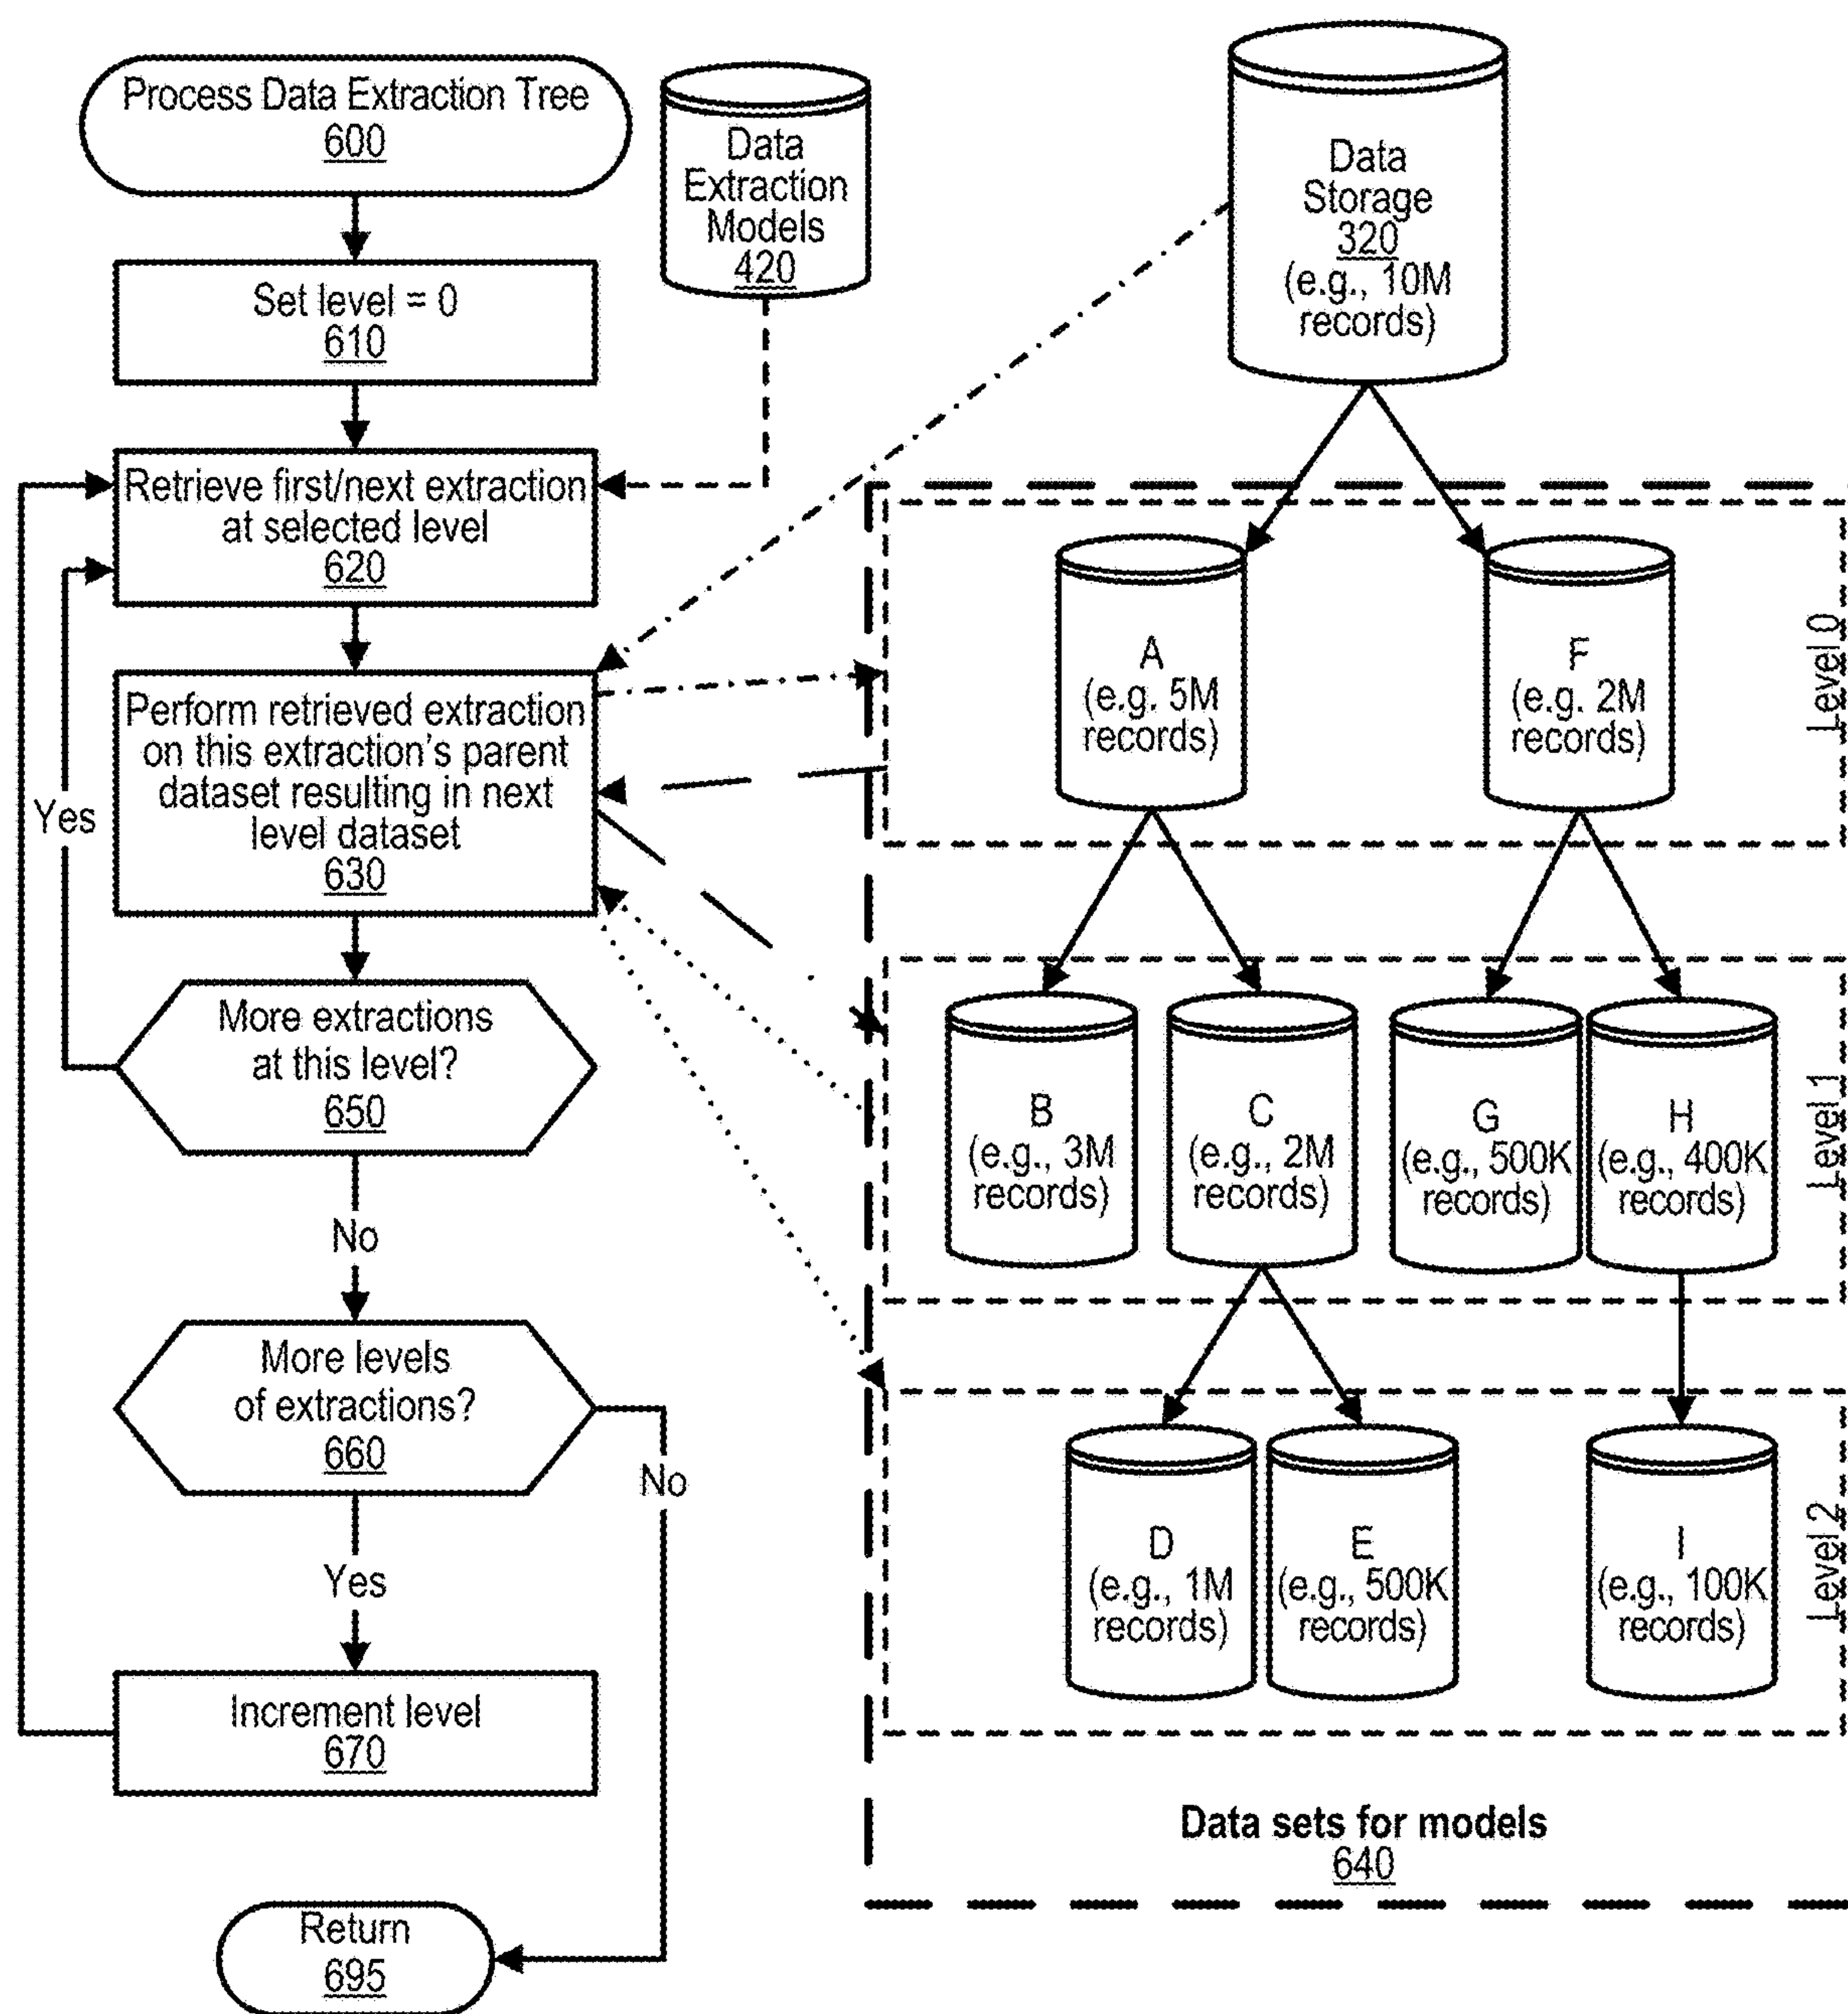 Process Data Extraction Tree
600
Set level = 0
610
Retrieve first/next extraction
at selected level
620
Perform retrieved extraction
on this extraction's parent
dataset resulting in next
level dataset
630
More extractions
at this level?
650
Yes
No
More levels
of extractions?
660
No
Yes
Increment level
670
Return
695
Data
Extraction
Models
420
Data
Storage
320
(e.g., 10M
records)
A
(e.g. 5M
records)
F
(e.g. 2M
records)
Level 0
B
(e.g., 3M
records)
C
(e.g., 2M
records)
G
(e.g., 500K
records)
H
(e.g., 400K
records)
Level 1
D
(e.g., 1M
records)
E
(e.g., 500K
records)
I
(e.g., 100K
records)
Level 2
Data sets for models
640